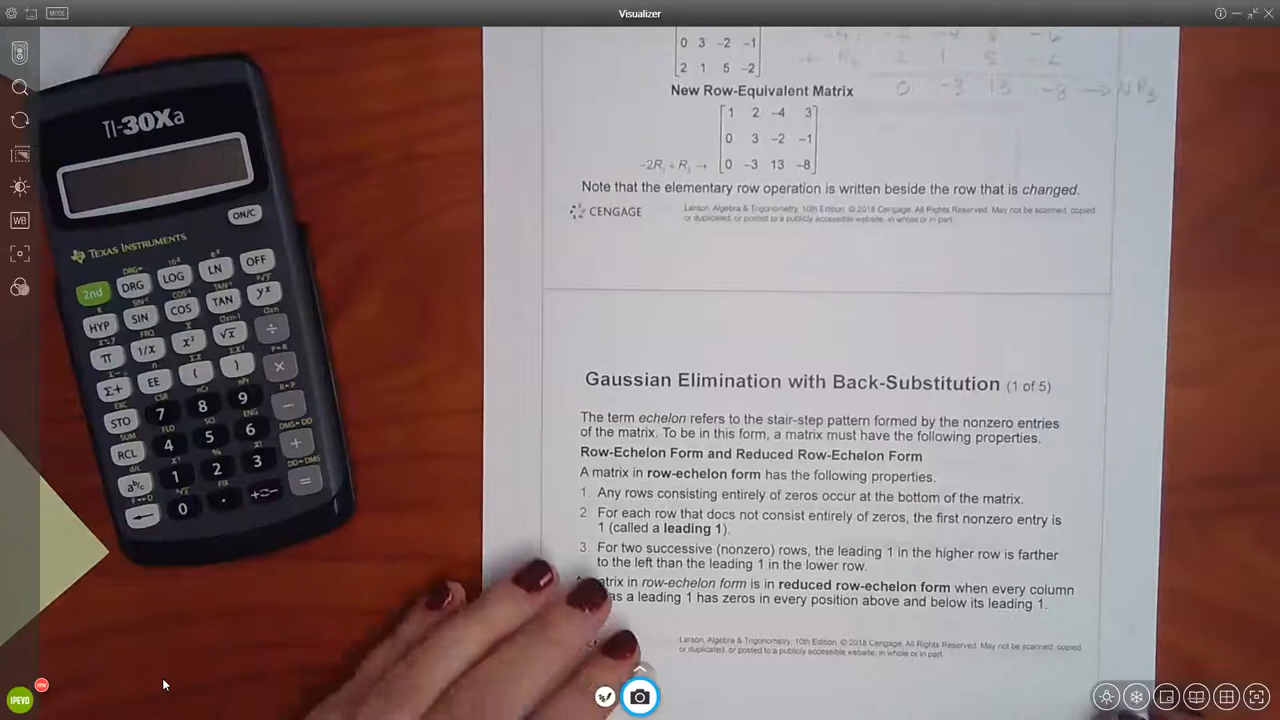 MODE
Visualizer
WB
0 3 -2 -1
2 1 5 -2
0 -3 13 -8 →NR3
New Row-Equivalent Matrix
1 2 -4 3
0 3 -2 -1
-2R1 + R3 → 0 -3 13 -8
Note that the elementary row operation is written beside the row that is changed.
CENGAGE
Larson, Algebra & Trigonometry, 10th Edition. © 2018 Cengage. All Rights Reserved. May not be scanned, copied
or duplicated, or posted to a publicly accessible website, in whole or in part.
Gaussian Elimination with Back-Substitution (1 of 5)
The term echelon refers to the stair-step pattern formed by the nonzero entries
of the matrix. To be in this form, a matrix must have the following properties.
Row-Echelon Form and Reduced Row-Echelon Form
A matrix in row-echelon form has the following properties.
1. Any rows consisting entirely of zeros occur at the bottom of the matrix.
2 For each row that does not consist entirely of zeros, the first nonzero entry is
1 (called a leading 1).
3. For two successive (nonzero) rows, the leading 1 in the higher row is farther
to the left than the leading 1 in the lower row.
matrix in row-echelon form is in reduced row-echelon form when every column
as a leading 1 has zeros in every position above and below its leading 1.
Larson, Algebra & Trigonometry, 10th Edition. © 2018 Cengage. All Rights Reserved. May not be scanned, copied
or duplicated, or posted to a publicly accessible website, in whole or in part.
TI-30Xa
ON/C
TEXAS INSTRUMENTS
2nd DRG LOG LN OFF
HYP SIN COS TAN yx
π 1/x x² √x ÷
Σ+ EE ( ) ×
STO 7 8 9 −
RCL 4 5 6 +
a b/c 1 2 3 =
← 0 . +⇄−
IPEVO
new